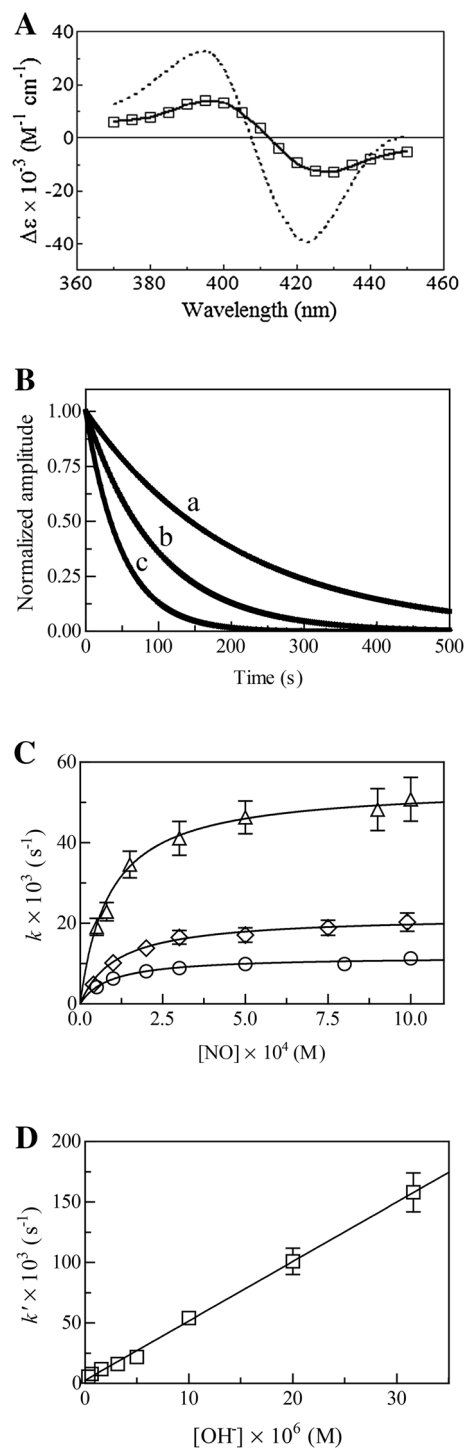 A
Δε × 10⁻³ (M⁻¹ cm⁻¹)
40
20
0
-20
-40
360 380 400 420 440 460
Wavelength (nm)
B
Normalized amplitude
1.00
0.75
0.50
0.25
0.00
a
b
c
0 100 200 300 400 500
Time (s)
C
k × 10³ (s⁻¹)
60
40
20
0
0 2.5 5.0 7.5 10.0
[NO] × 10⁴ (M)
D
k′ × 10³ (s⁻¹)
200
150
100
50
0
0 10 20 30
[OH⁻] × 10⁶ (M)